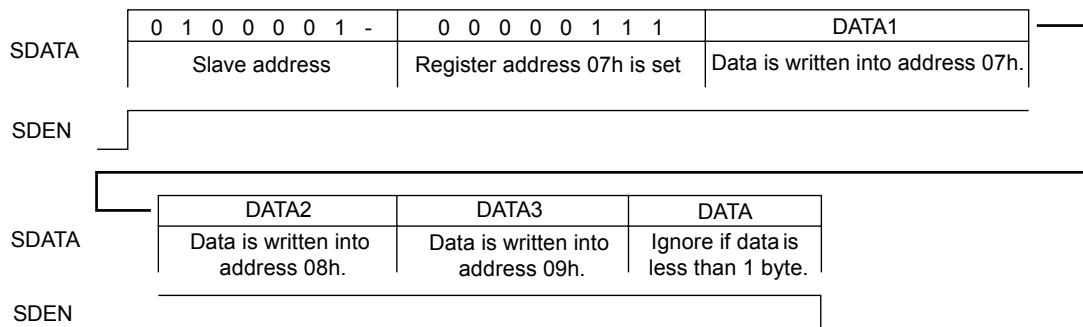 0 1 0 0 0 0 1 - 0 0 0 0 0 1 1 1 DATA1
SDATA
Slave address Register address 07h is set Data is written into address 07h.
SDEN
DATA2 DATA3 DATA
SDATA
Data is written into Data is written into Ignore if data is
address 08h. address 09h. less than 1 byte.
SDEN